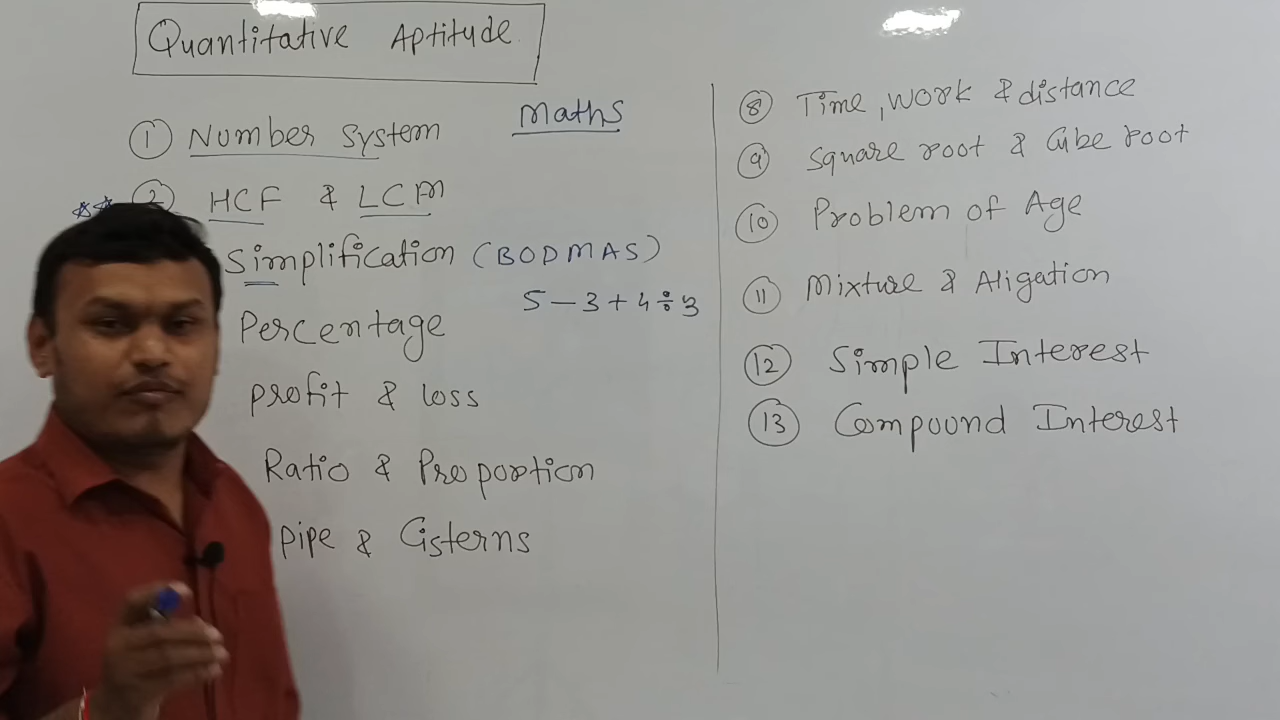 Quantitative Aptitude
Maths
1 Number System
2 HCF & LCM
Simplification (BODMAS)
5 - 3 + 4 ÷ 3
Percentage
Profit & loss
Ratio & Proportion
Pipe & Cisterns
8 Time, work & distance
9 Square root & Cube root
10 Problem of Age
11 Mixture & Aligation
12 Simple Interest
13 Compound Interest